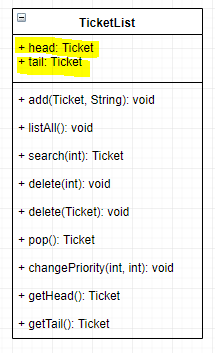 TicketList
+ head: Ticket
+ tail: Ticket
+ add(Ticket, String): void
+ listAll(): void
+ search(int): Ticket
+ delete(int): void
+ delete(Ticket): void
+ pop(): Ticket
+ changePriority(int, int): void
+ getHead(): Ticket
+ getTail(): Ticket